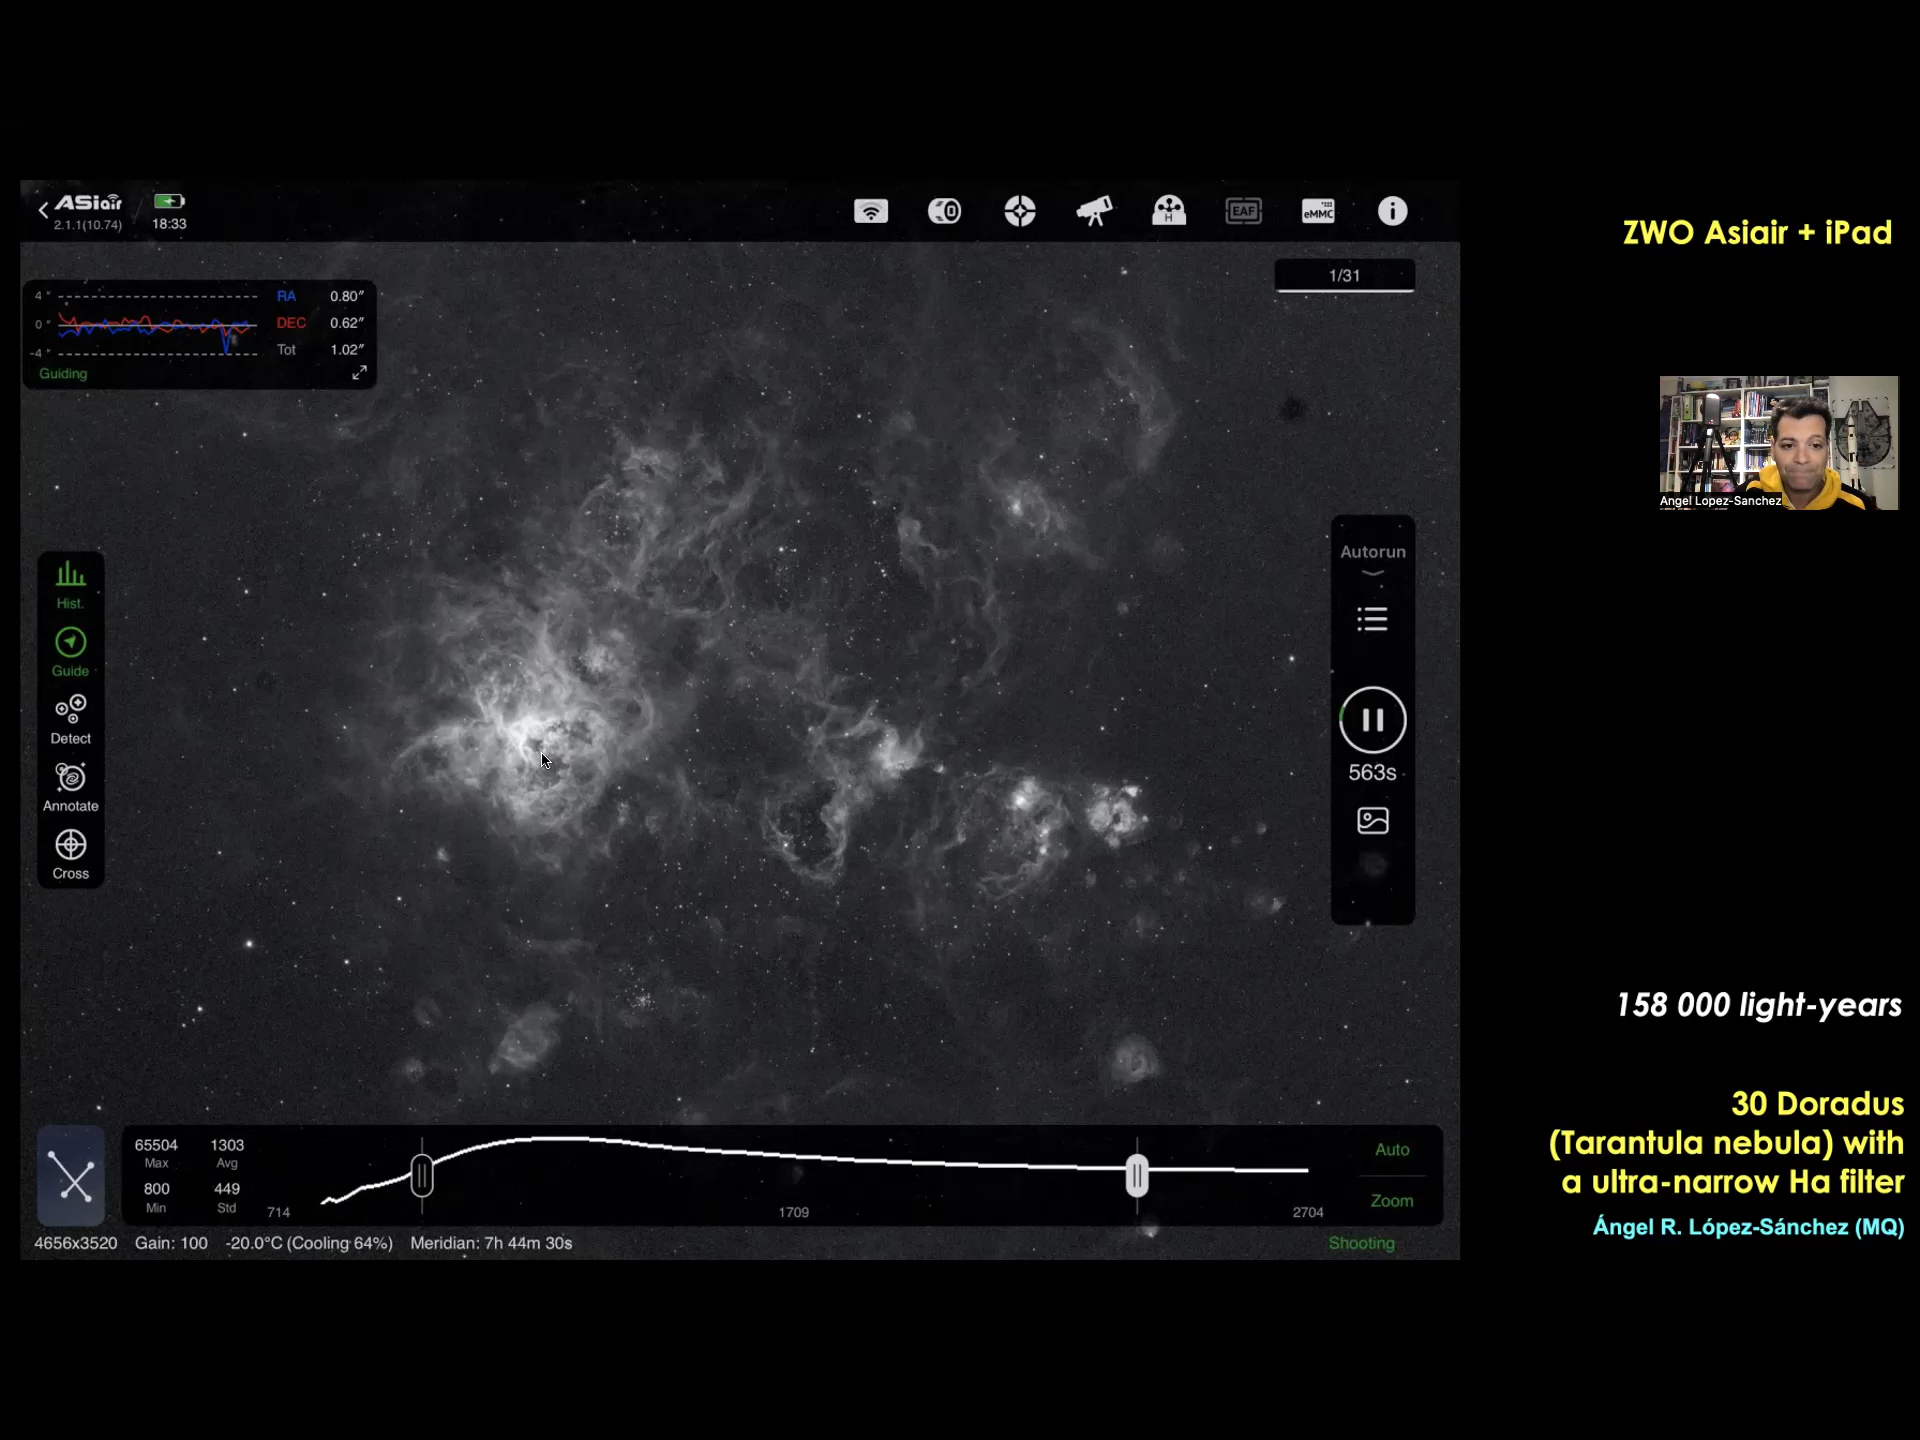 ASiair
2.1.1(10.74)
18:33
H
EAF
eMMC
ZWO Asiair + iPad
1/31
4"
0"
-4"
RA 0.80"
DEC 0.62"
Tot 1.02"
Guiding
Angel Lopez-Sanchez
Hist.
Guide
Detect
Annotate
Cross
Autorun
563s
158 000 light-years
30 Doradus
(Tarantula nebula) with
a ultra-narrow Ha filter
Ángel R. López-Sánchez (MQ)
65504 1303
Max Avg
800 449
Min Std
714 1709 2704
Auto
Zoom
4656x3520 Gain: 100 -20.0°C (Cooling 64%) Meridian: 7h 44m 30s
Shooting